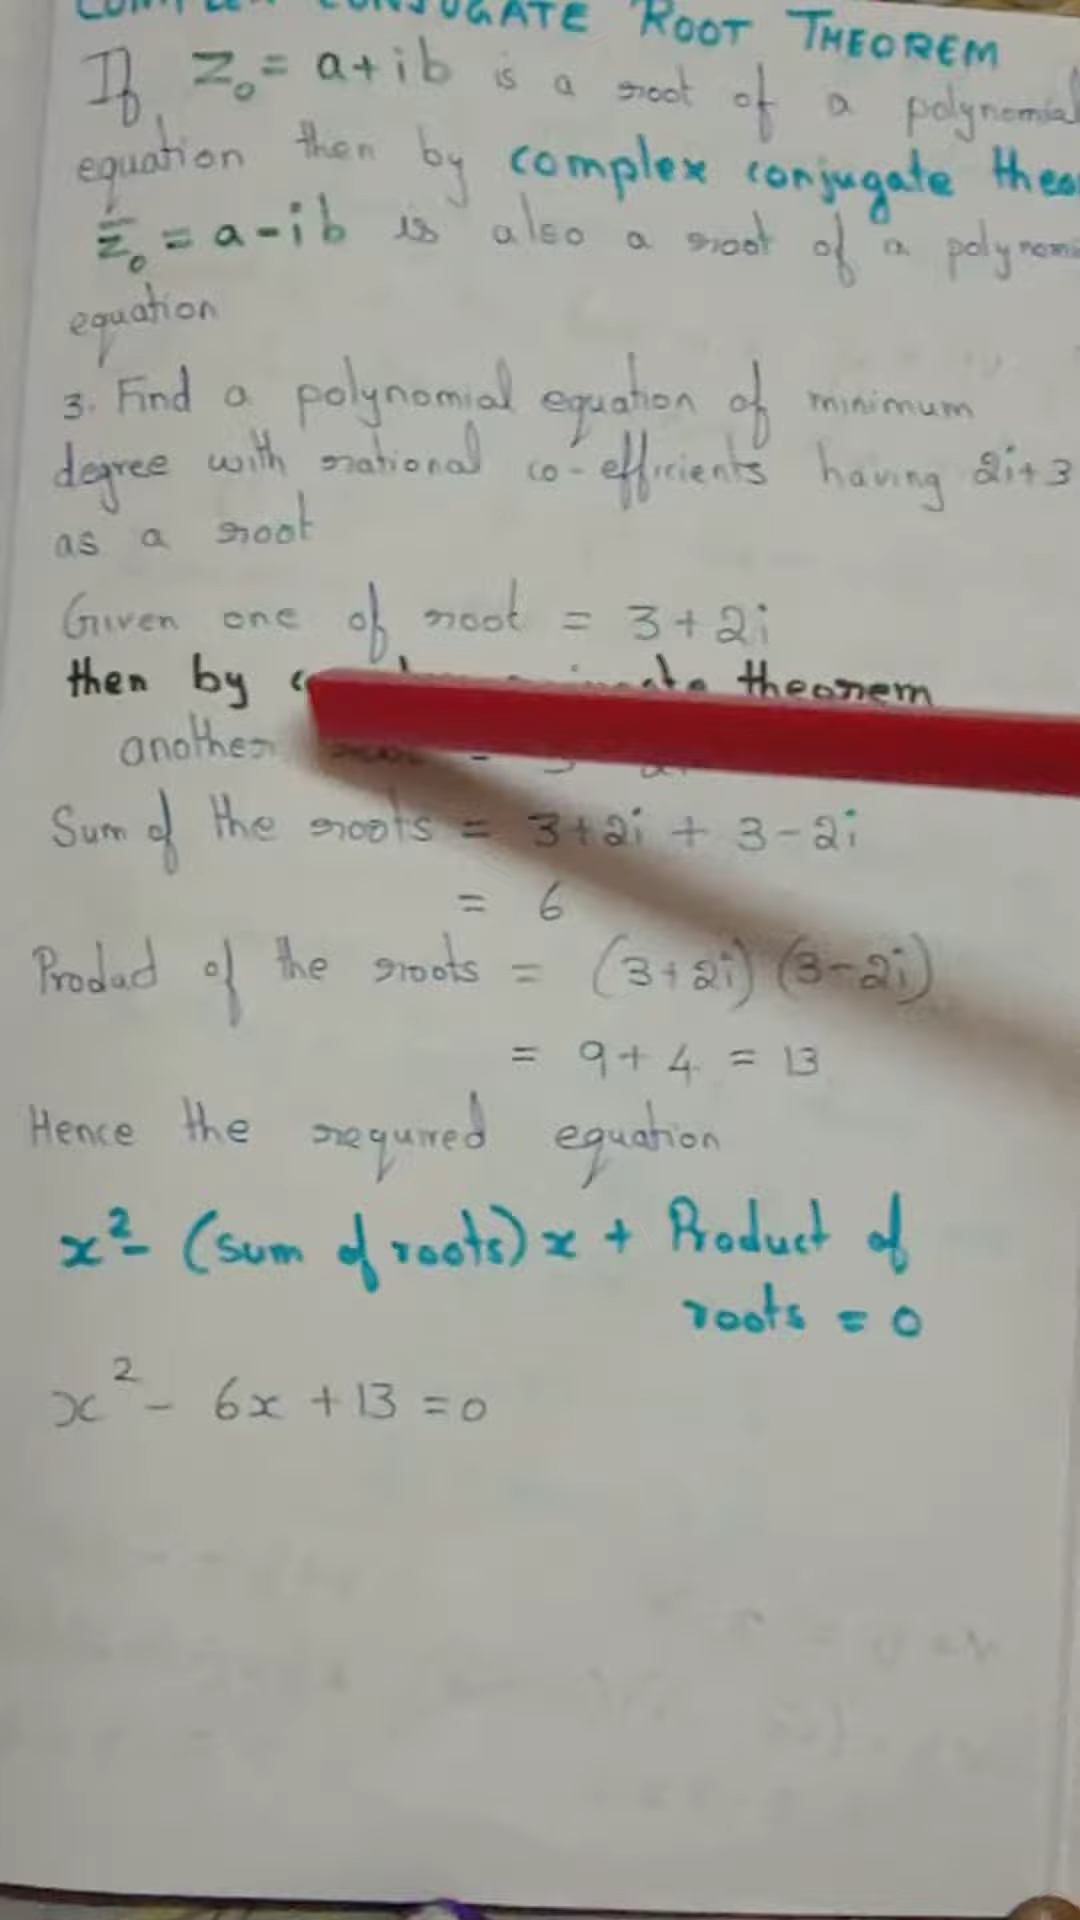 COMPLEX CONJUGATE ROOT THEOREM
If z₀ = a+ib is a root of a polynomial
equation then by complex conjugate theo
z̅₀ = a-ib is also a root of a polynomi
equation
3. Find a polynomial equation of minimum
degree with rational co-efficients having 2i+3
as a root
Given one of root = 3+2i
then by theorem
another
Sum of the roots = 3+2i + 3-2i
= 6
Product of the roots = (3+2i) (3-2i)
= 9+4 = 13
Hence the required equation
x² - (sum of roots) x + Product of
roots = 0
x² - 6x + 13 = 0